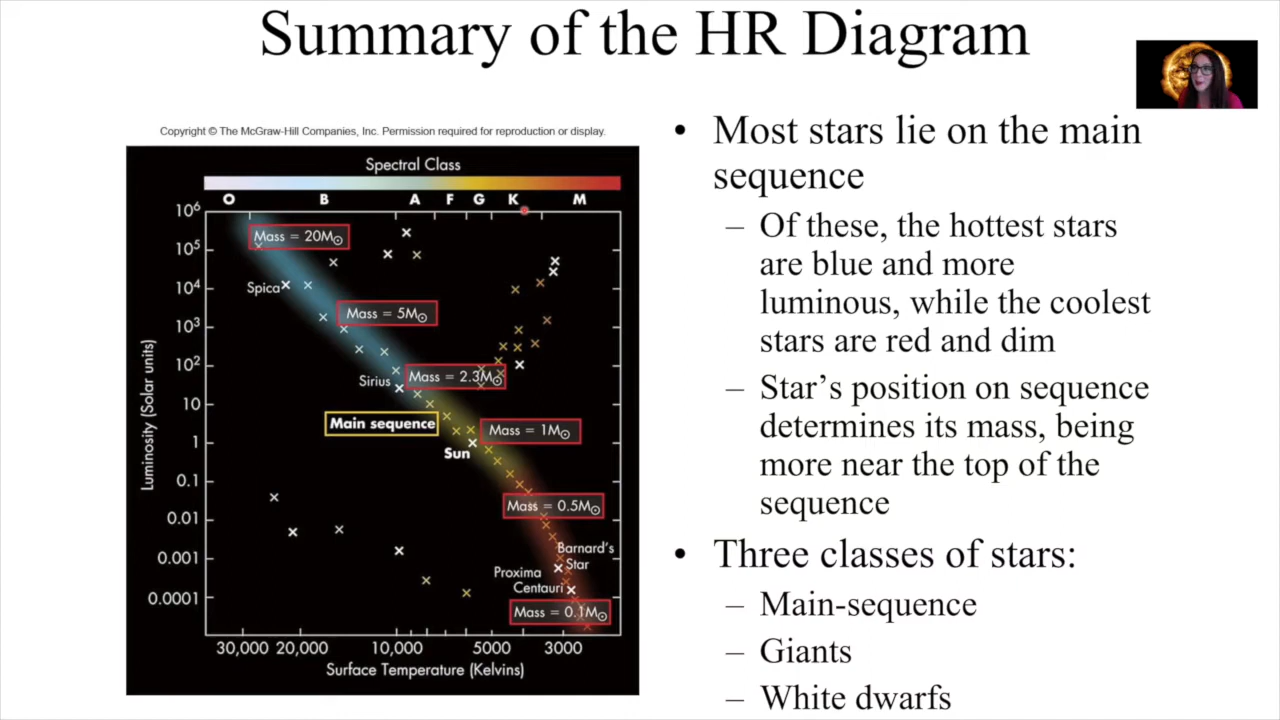 Summary of the HR Diagram
Copyright © The McGraw-Hill Companies, Inc. Permission required for reproduction or display.
Spectral Class
O B A F G K M
10⁶
10⁵
10⁴
10³
10²
10
1
0.1
0.01
0.001
0.0001
Luminosity (Solar units)
Mass = 20M⊙
Spica
Mass = 5M⊙
Sirius
Mass = 2.3M⊙
Main sequence
Mass = 1M⊙
Sun
Mass = 0.5M⊙
Barnard's
Star
Proxima
Centauri
Mass = 0.1M⊙
30,000 20,000 10,000 5000 3000
Surface Temperature (Kelvins)
• Most stars lie on the main
sequence
– Of these, the hottest stars
are blue and more
luminous, while the coolest
stars are red and dim
– Star’s position on sequence
determines its mass, being
more near the top of the
sequence
• Three classes of stars:
– Main-sequence
– Giants
– White dwarfs